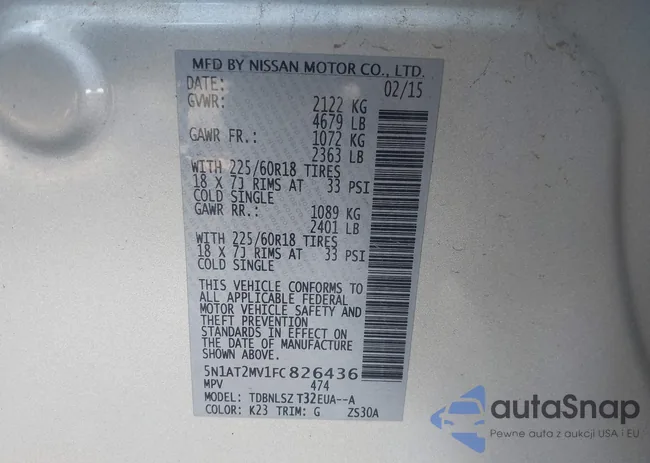 MFD BY NISSAN MOTOR CO., LTD.
DATE: 02/15
GVWR: 2122 KG
4679 LB
GAWR FR.: 1072 KG
2363 LB
WITH 225/60R18 TIRES
18 X 7J RIMS AT 33 PSI
COLD SINGLE
GAWR RR.: 1089 KG
2401 LB
WITH 225/60R18 TIRES
18 X 7J RIMS AT 33 PSI
COLD SINGLE
THIS VEHICLE CONFORMS TO
ALL APPLICABLE FEDERAL
MOTOR VEHICLE SAFETY AND
THEFT PREVENTION
STANDARDS IN EFFECT ON
THE DATE OF MANUFACTURE
SHOWN ABOVE.
5N1AT2MV1FC826436
MPV 474
MODEL: TDBNLSZ T32EUA--A
COLOR: K23 TRIM: G ZS30A
autoSnap
Pewne auta z aukcji USA i EU